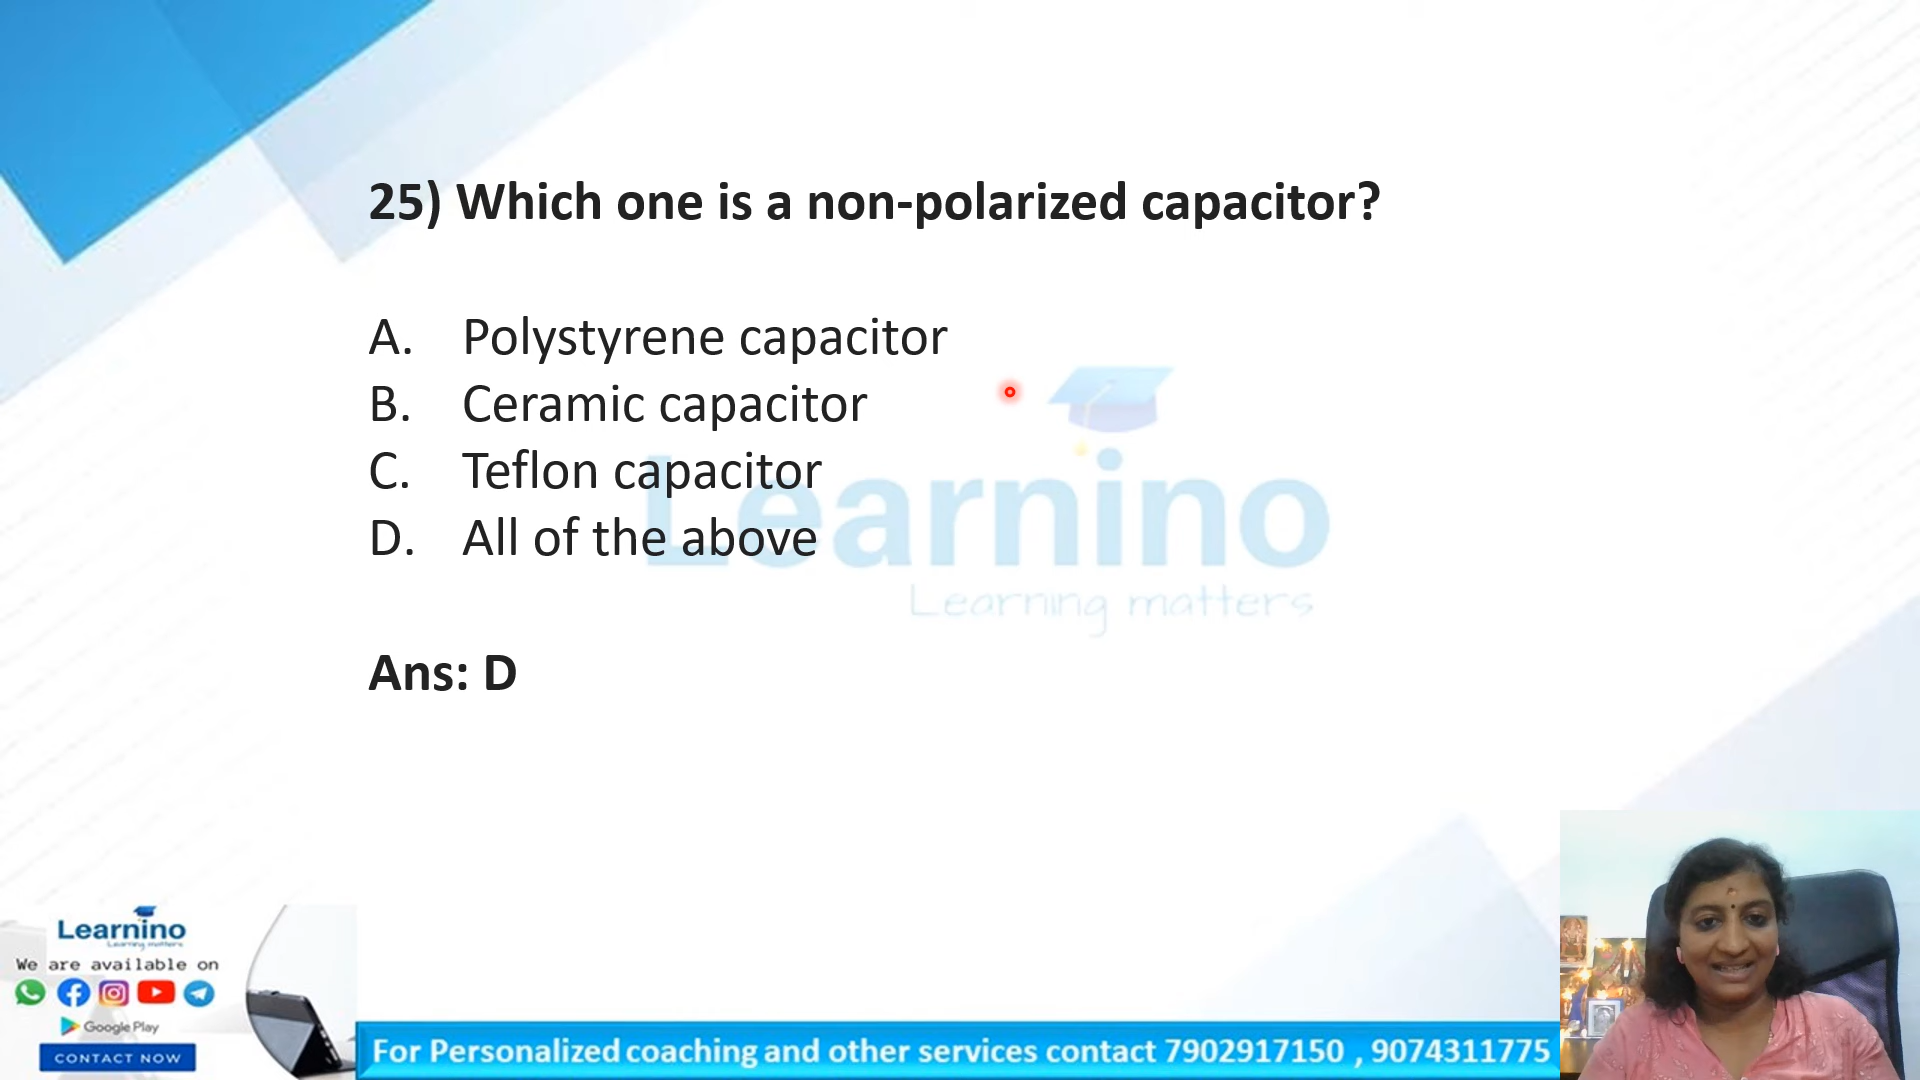 25) Which one is a non-polarized capacitor?
A. Polystyrene capacitor
B. Ceramic capacitor
C. Teflon capacitor
D. All of the above
Learnino
Learning matters
Ans: D
Learnino
Learning matters
We are available on
Google Play
CONTACT NOW
For Personalized coaching and other services contact 7902917150 , 9074311775